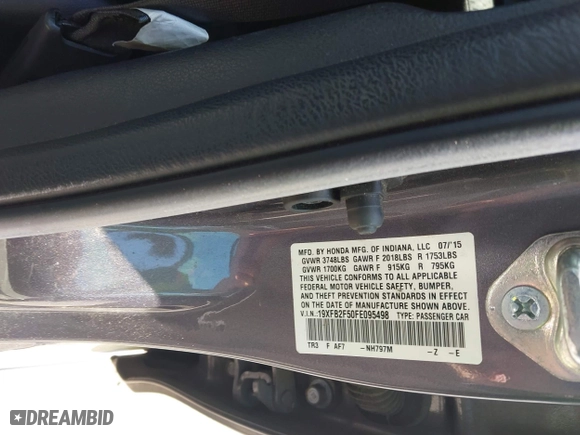 MFD. BY HONDA MFG. OF INDIANA, LLC 07/'15
GVWR 3748LBS GAWR F 2018LBS R 1753LBS
GVWR 1700KG GAWR F 915KG R 795KG
THIS VEHICLE CONFORMS TO ALL APPLICABLE
FEDERAL MOTOR VEHICLE SAFETY, BUMPER,
AND THEFT PREVENTION STANDARDS IN EFFECT
ON THE DATE OF MANUFACTURE SHOWN ABOVE.
V.I.N.:19XFB2F50FE095498 TYPE: PASSENGER CAR
TR3 F AF7 -NH797M -Z -E
DREAMBID